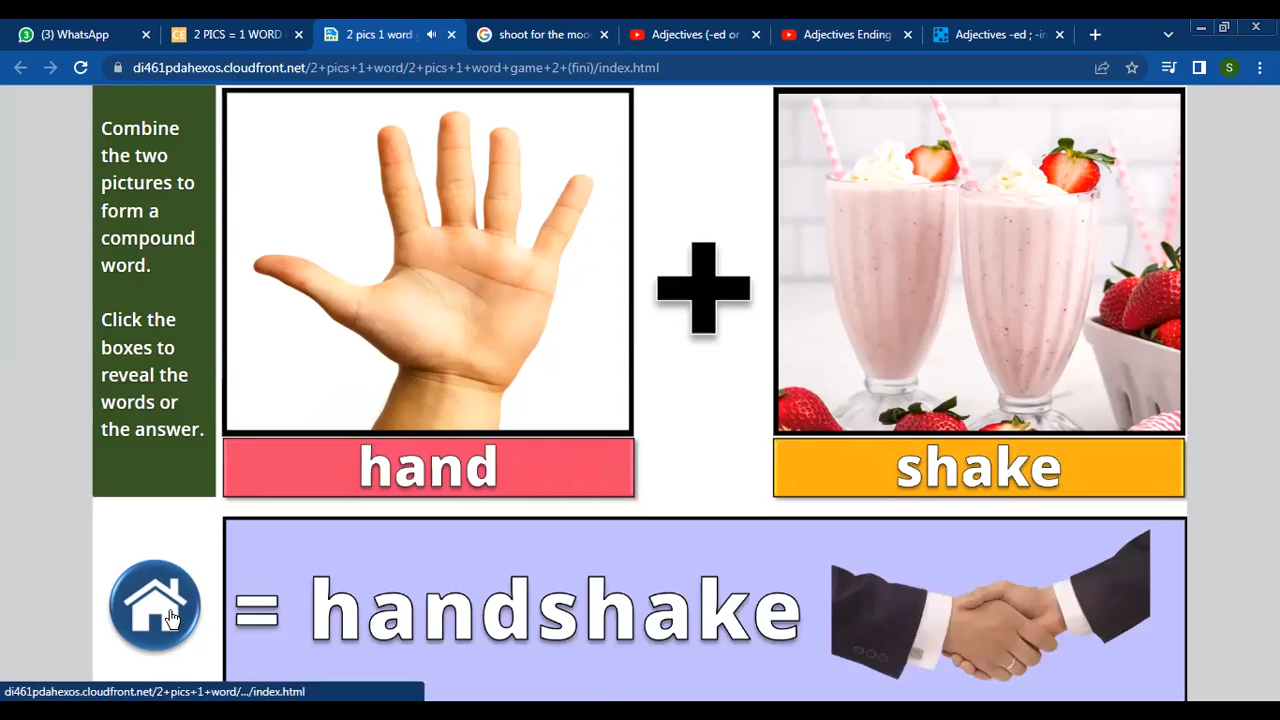 (3) WhatsApp
2 PICS = 1 WORD
2 pics 1 word
shoot for the moo
Adjectives (-ed or
Adjectives Ending
Adjectives -ed ; -in
S
di461pdahexos.cloudfront.net/2+pics+1+word/2+pics+1+word+game+2+(fini)/index.html
Combine
the two
pictures to
form a
compound
word.
Click the
boxes to
reveal the
words or
the answer.
+
hand
shake
= handshake
di461pdahexos.cloudfront.net/2+pics+1+word/.../index.html